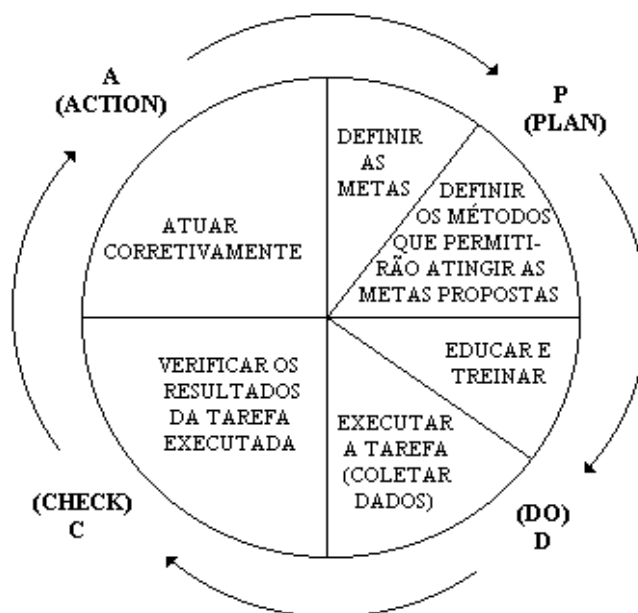 A
(ACTION)
P
(PLAN)
DEFINIR
AS
METAS
DEFINIR
OS MÉTODOS
QUE PERMITI-
RÃO ATINGIR AS
METAS PROPOSTAS
ATUAR
CORRETIVAMENTE
EDUCAR E
TREINAR
VERIFICAR OS
RESULTADOS
DA TAREFA
EXECUTADA
EXECUTAR
A TAREFA
(COLETAR
DADOS)
(CHECK)
C
(DO)
D